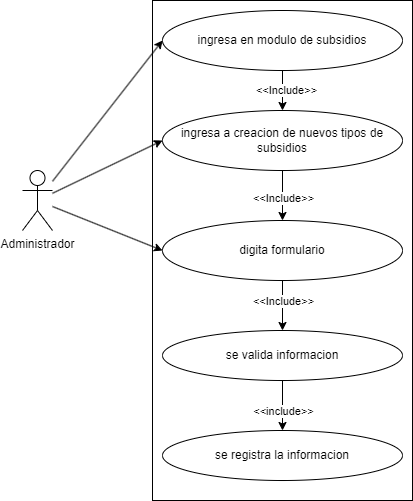 ingresa en modulo de subsidios
<<Include>>
ingresa a creacion de nuevos tipos de
subsidios
<<Include>>
Administrador
digita formulario
<<Include>>
se valida informacion
<<include>>
se registra la informacion